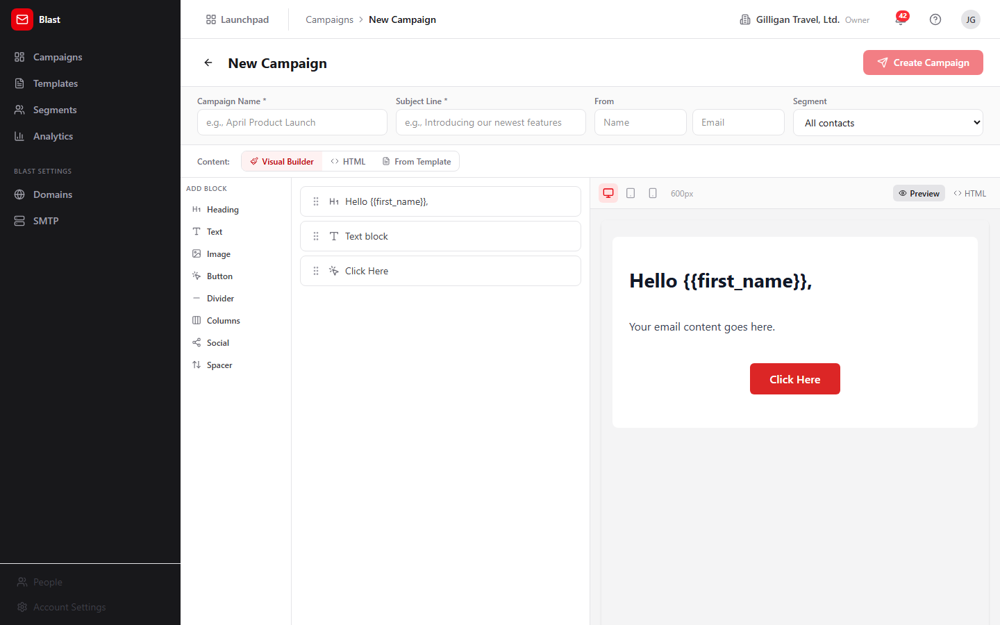 Blast
Campaigns
Templates
Segments
Analytics
BLAST SETTINGS
Domains
SMTP
People
Account Settings
Launchpad
Campaigns > New Campaign
Gilligan Travel, Ltd. Owner
42
JG
New Campaign
Create Campaign
Campaign Name *
e.g., April Product Launch
Subject Line *
e.g., Introducing our newest features
From
Name
Email
Segment
All contacts
Content:
Visual Builder
HTML
From Template
ADD BLOCK
H1 Heading
Text
Image
Button
Divider
Columns
Social
Spacer
H1 Hello {{first_name}},
Text block
Click Here
600px
Preview
HTML
Hello {{first_name}},
Your email content goes here.
Click Here